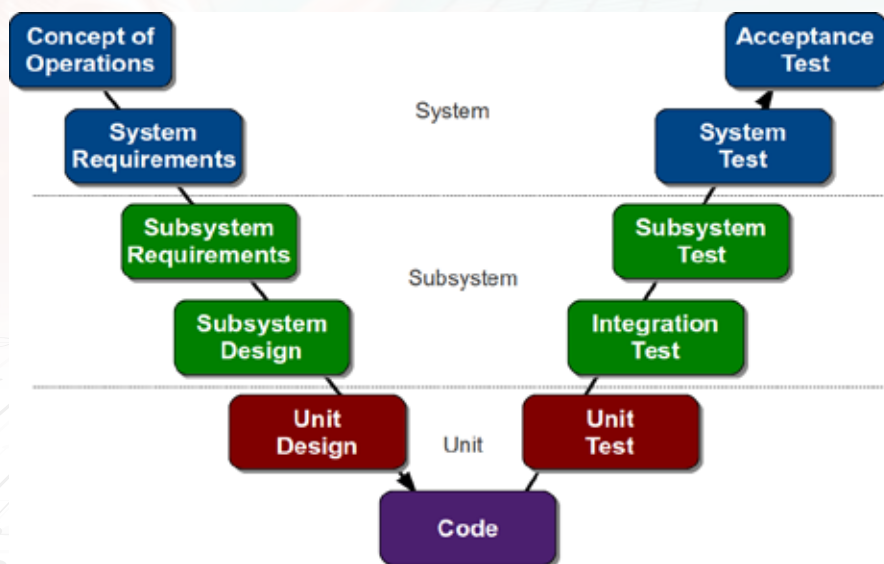 Concept of
Operations
Acceptance
Test
System
System
Requirements
System
Test
Subsystem
Requirements
Subsystem
Test
Subsystem
Subsystem
Design
Integration
Test
Unit
Design
Unit
Unit
Test
Code